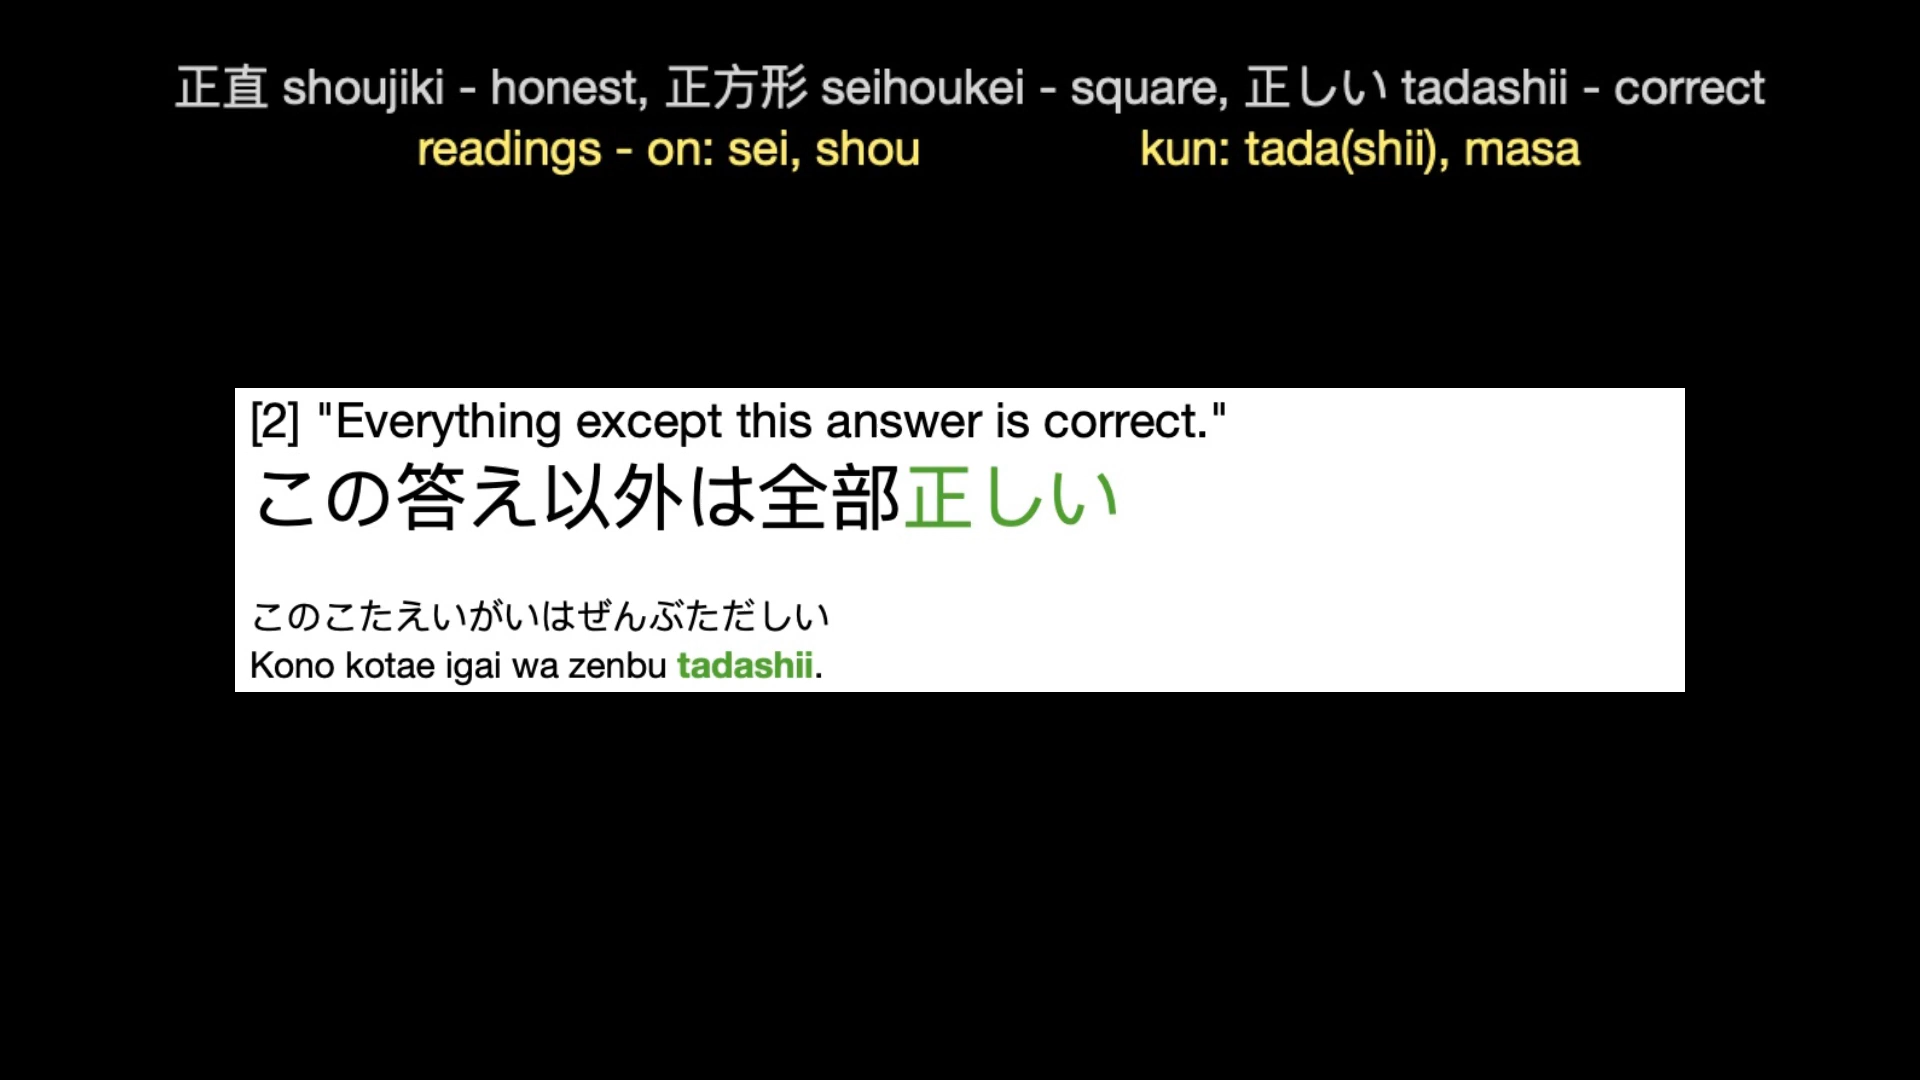 正直 shoujiki - honest, 正方形 seihoukei - square, 正しい tadashii - correct
readings - on: sei, shou kun: tada(shii), masa
[2] "Everything except this answer is correct."
この答え以外は全部正しい
このこたえいがいはぜんぶただしい
Kono kotae igai wa zenbu tadashii.